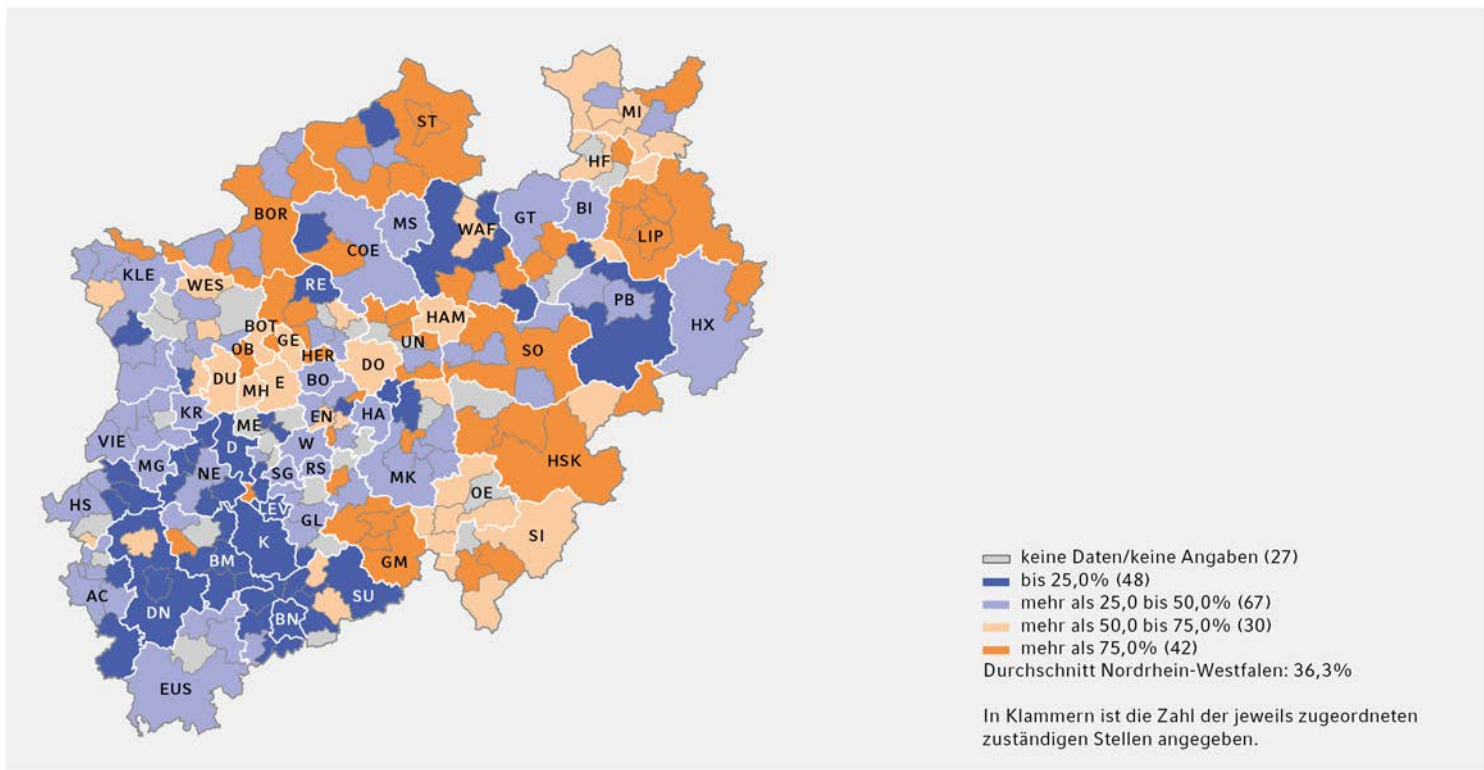 ST
MI
HF
BOR
MS
WAF
GT
BI
COE
LIP
KLE
WES
RE
PB
HX
BOT
HAM
GE
OB
HER
UN
SO
DU
MH
E
BO
DO
KR
ME
EN
HA
VIE
D
W
MG
NE
SG
RS
MK
HSK
HS
LEV
GL
OE
K
SI
BM
GM
AC
DN
SU
BN
EUS
keine Daten/keine Angaben (27)
bis 25,0% (48)
mehr als 25,0 bis 50,0% (67)
mehr als 50,0 bis 75,0% (30)
mehr als 75,0% (42)
Durchschnitt Nordrhein-Westfalen: 36,3%
In Klammern ist die Zahl der jeweils zugeordneten
zuständigen Stellen angegeben.